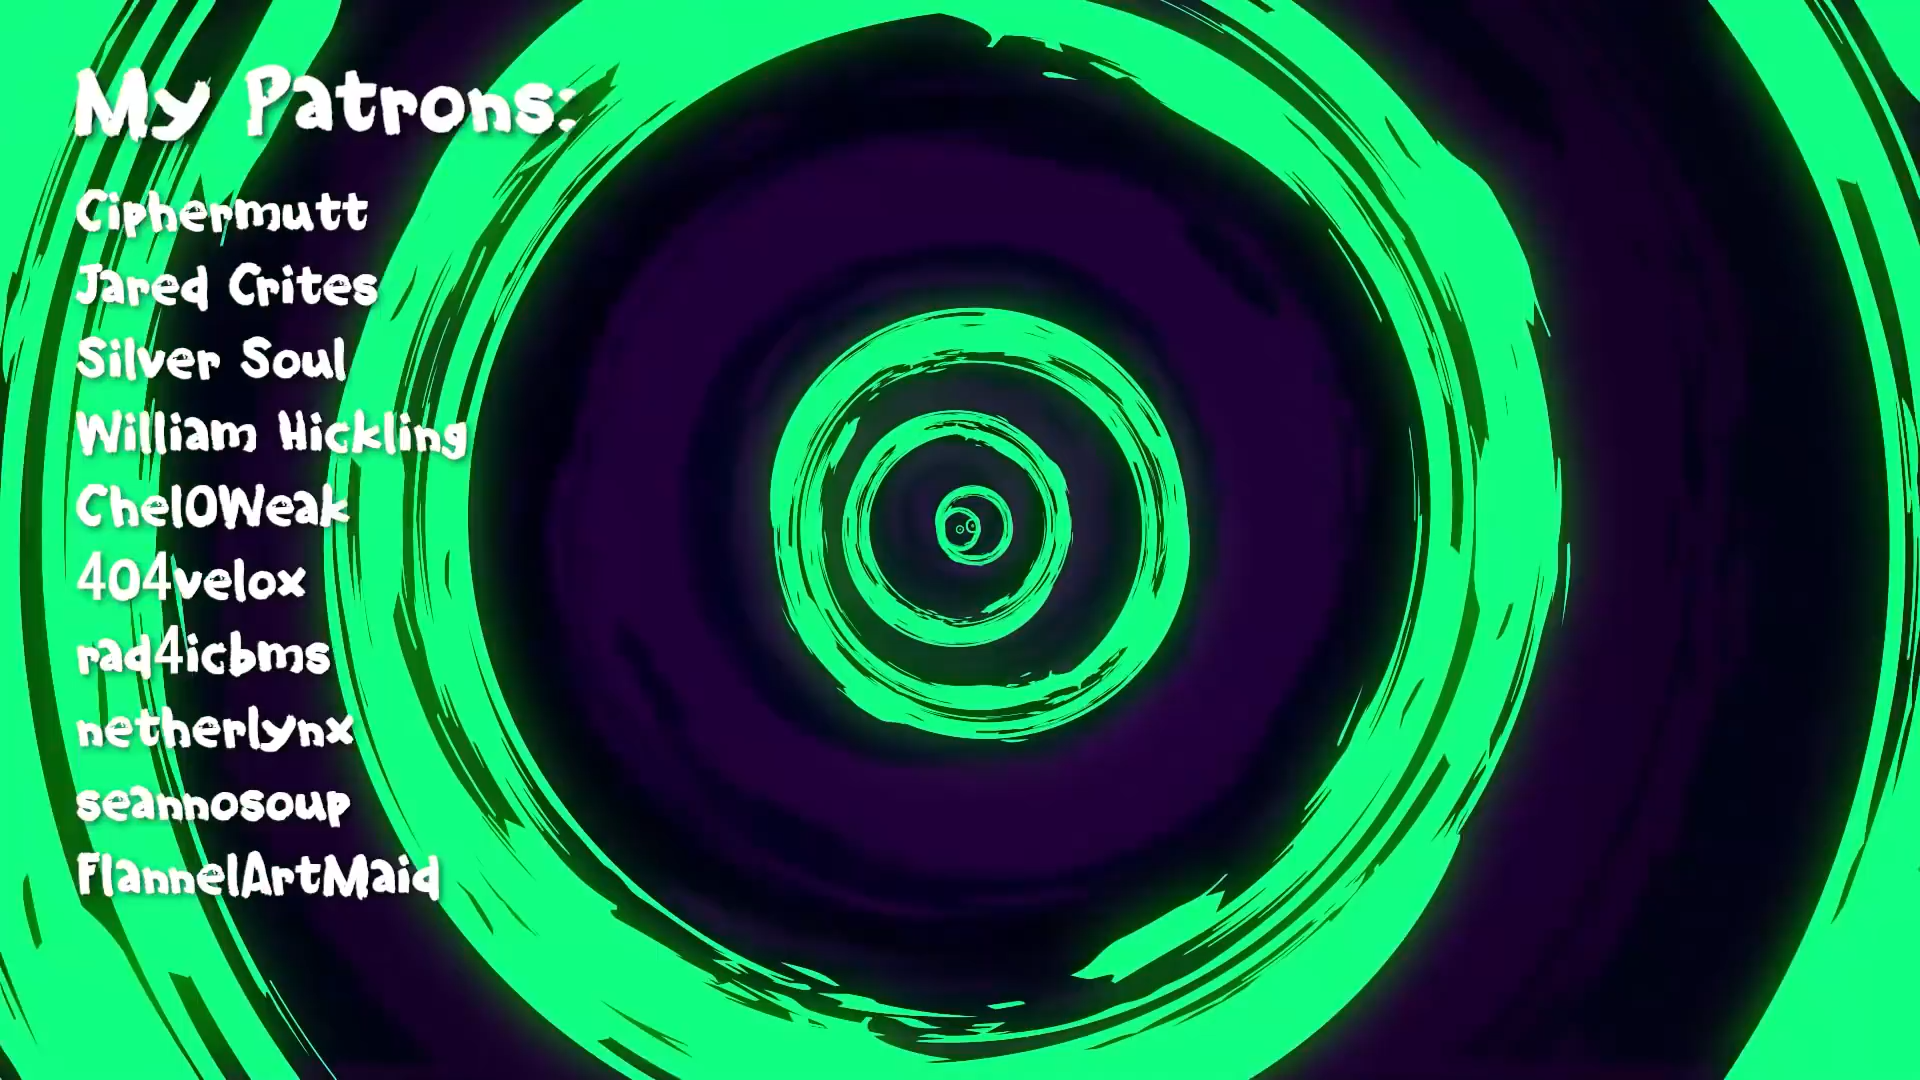 My Patrons:
Ciphermutt
Jared Crites
Silver Soul
William Hickling
Chel0Weak
404velox
rad4icbms
netherlynx
seannosoup
FlannelArtMaid